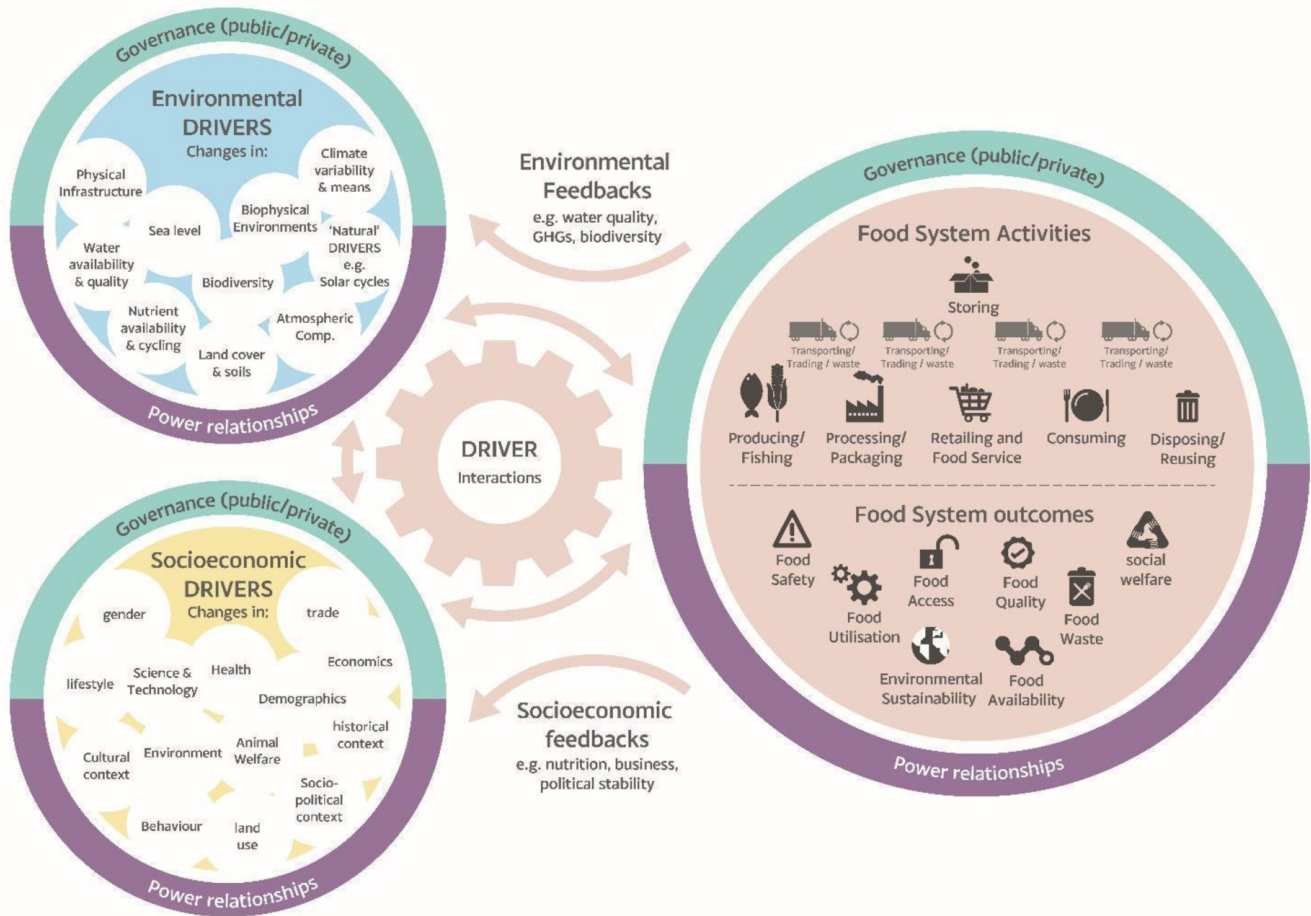 Governance (public/private)
Environmental
DRIVERS
Changes in:
Physical
Infrastructure
Climate
variability
& means
Sea level
Biophysical
Environments
Water
availability
& quality
Biodiversity
'Natural'
DRIVERS
e.g.
Solar cycles
Nutrient
availability
& cycling
Land cover
& soils
Atmospheric
Comp.
Power relationships
Governance (public/private)
Socioeconomic
DRIVERS
Changes in:
gender
trade
lifestyle
Science &
Technology
Health
Economics
Demographics
historical
context
Cultural
context
Environment
Animal
Welfare
Socio-
political
context
Behaviour
land
use
Power relationships
Environmental
Feedbacks
e.g. water quality,
GHGs, biodiversity
DRIVER
Interactions
Socioeconomic
feedbacks
e.g. nutrition, business,
political stability
Governance (public/private)
Food System Activities
Storing
Transporting/
Trading / waste
Transporting/
Trading / waste
Transporting/
Trading / waste
Transporting/
Trading / waste
Producing/
Fishing
Processing/
Packaging
Retailing and
Food Service
Consuming
Disposing/
Reusing
Food System outcomes
Food
Safety
Food
Utilisation
Food
Access
Food
Quality
Food
Waste
social
welfare
Environmental
Sustainability
Food
Availability
Power relationships